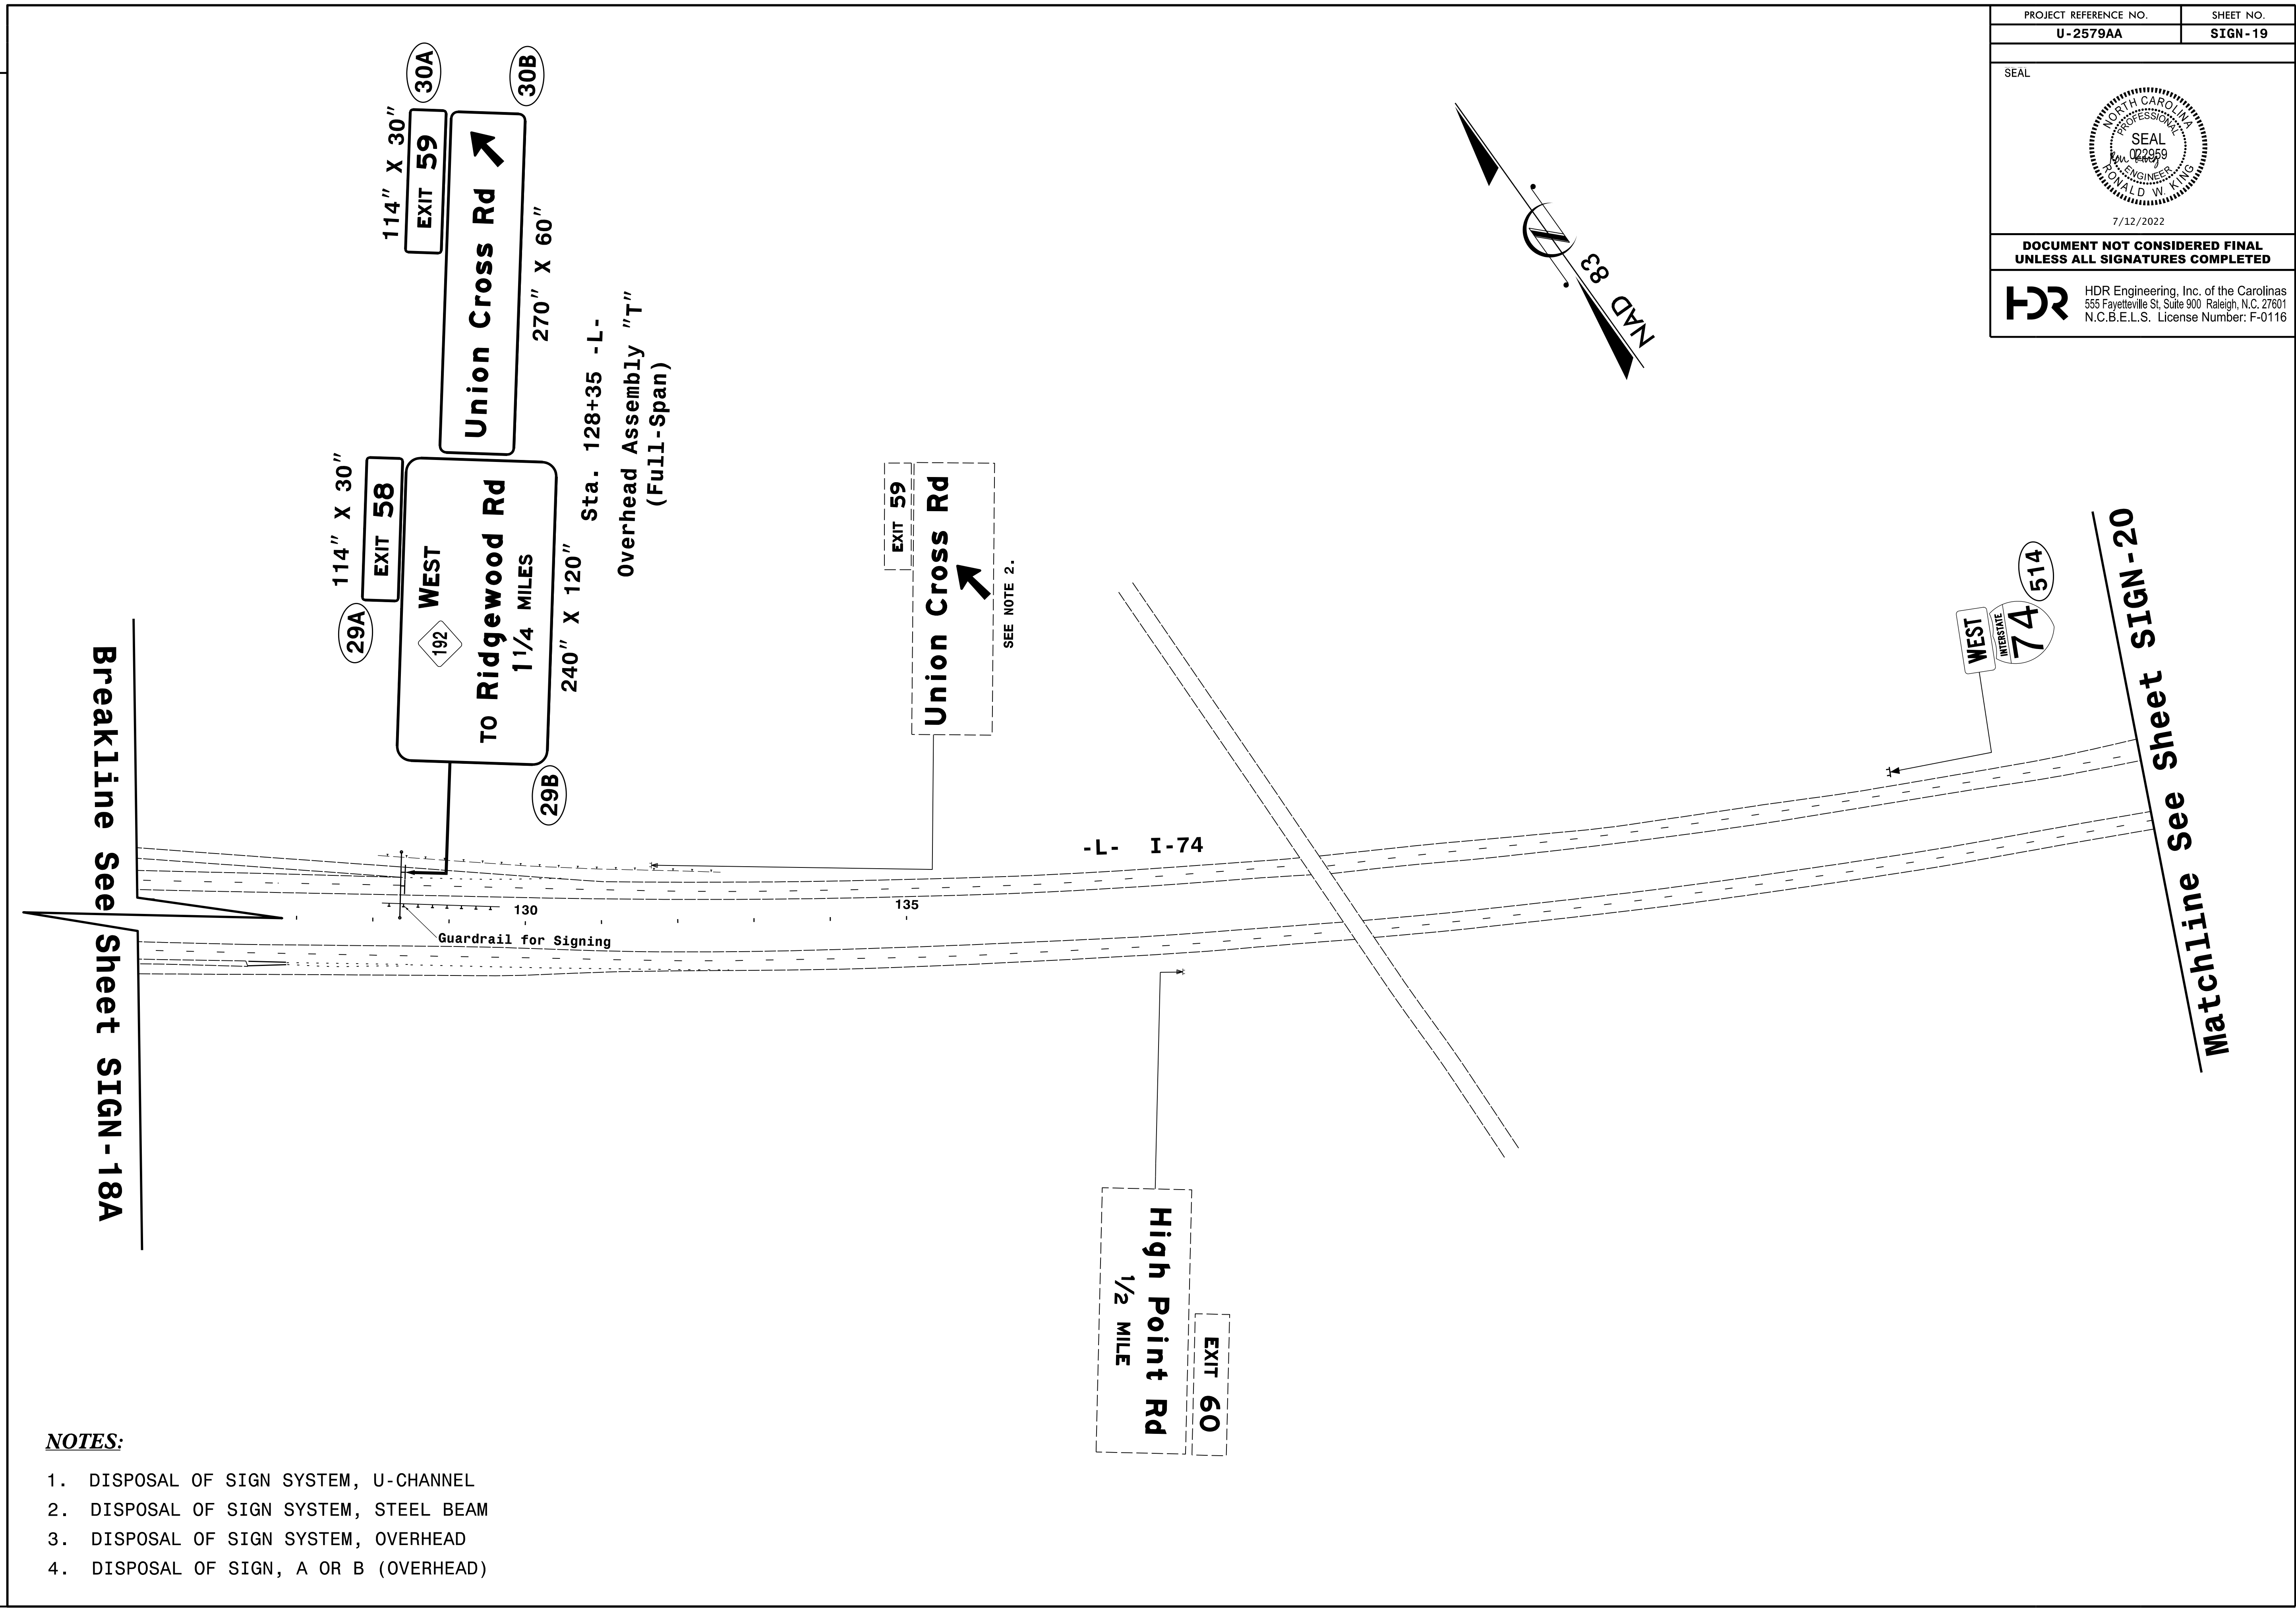 PROJECT REFERENCE NO.
SHEET NO.
U-2579AA
SIGN-19
SEAL
NORTH CAROLINA
PROFESSIONAL
SEAL
022959
Ron King
ENGINEER
RONALD W. KING
7/12/2022
DOCUMENT NOT CONSIDERED FINAL
UNLESS ALL SIGNATURES COMPLETED
HDR
HDR Engineering, Inc. of the Carolinas
555 Fayetteville St, Suite 900 Raleigh, N.C. 27601
N.C.B.E.L.S. License Number: F-0116
30A
30B
114" X 30"
EXIT 59
Union Cross Rd
270" X 60"
114" X 30"
29A
EXIT 58
192 WEST
TO Ridgewood Rd
1 1/4 MILES
240" X 120"
29B
Sta. 128+35 -L-
Overhead Assembly "T"
(Full-Span)
EXIT 59
Union Cross Rd
SEE NOTE 2.
NAD 83
WEST
INTERSTATE
74
514
Breakline See Sheet SIGN-18A
Matchline See Sheet SIGN-20
-L- I-74
130
135
Guardrail for Signing
EXIT 60
High Point Rd
1/2 MILE
NOTES:
1. DISPOSAL OF SIGN SYSTEM, U-CHANNEL
2. DISPOSAL OF SIGN SYSTEM, STEEL BEAM
3. DISPOSAL OF SIGN SYSTEM, OVERHEAD
4. DISPOSAL OF SIGN, A OR B (OVERHEAD)